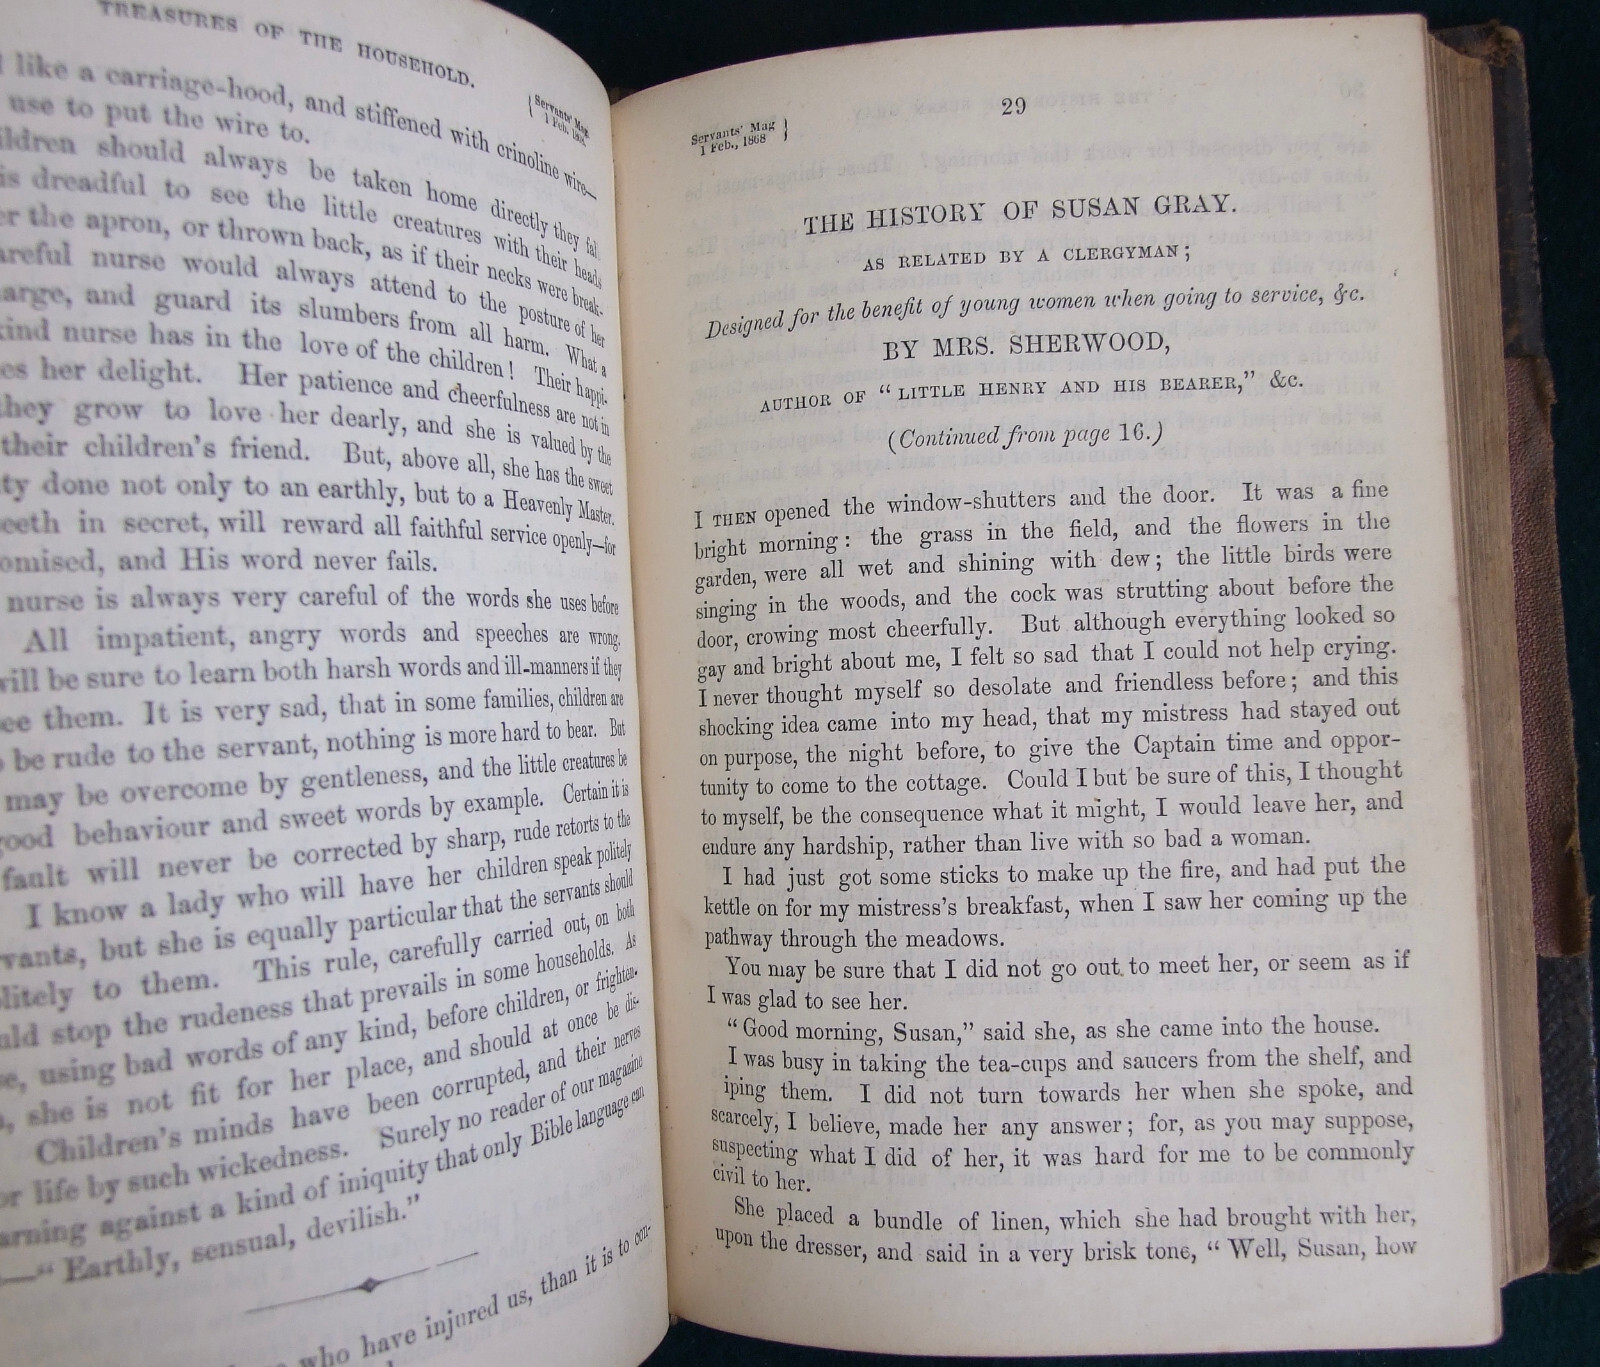 TREASURES OF THE HOUSEHOLD.
{Servants' Mag.
1 Feb., 1868.
like a carriage-hood, and stiffened with crinoline wire—
use to put the wire to.
ildren should always be taken home directly they fall
is dreadful to see the little creatures with their heads
er the apron, or thrown back, as if their necks were break-
areful nurse would always attend to the posture of her
arge, and guard its slumbers from all harm. What a
kind nurse has in the love of the children! Their happi-
es her delight. Her patience and cheerfulness are not in
they grow to love her dearly, and she is valued by the
their children's friend. But, above all, she has the sweet
ty done not only to an earthly, but to a Heavenly Master,
eeth in secret, will reward all faithful service openly—for
omised, and His word never fails.
nurse is always very careful of the words she uses before
All impatient, angry words and speeches are wrong,
will be sure to learn both harsh words and ill-manners if they
ee them. It is very sad, that in some families, children are
o be rude to the servant, nothing is more hard to bear. But
may be overcome by gentleness, and the little creatures be
good behaviour and sweet words by example. Certain it is
fault will never be corrected by sharp, rude retorts to the
I know a lady who will have her children speak politely
vants, but she is equally particular that the servants should
litely to them. This rule, carefully carried out, on both
uld stop the rudeness that prevails in some households. As
se, using bad words of any kind, before children, or frighten-
, she is not fit for her place, and should at once be dis-
Children's minds have been corrupted, and their nerves
or life by such wickedness. Surely no reader of our magazine
arning against a kind of iniquity that only Bible language can
—"Earthly, sensual, devilish."
who have injured us, than it is to con-
29
Servants' Mag }
1 Feb., 1868
THE HISTORY OF SUSAN GRAY.
AS RELATED BY A CLERGYMAN;
Designed for the benefit of young women when going to service, &c.
BY MRS. SHERWOOD,
AUTHOR OF "LITTLE HENRY AND HIS BEARER," &c.
(Continued from page 16.)
I THEN opened the window-shutters and the door. It was a fine
bright morning: the grass in the field, and the flowers in the
garden, were all wet and shining with dew; the little birds were
singing in the woods, and the cock was strutting about before the
door, crowing most cheerfully. But although everything looked so
gay and bright about me, I felt so sad that I could not help crying.
I never thought myself so desolate and friendless before; and this
shocking idea came into my head, that my mistress had stayed out
on purpose, the night before, to give the Captain time and oppor-
tunity to come to the cottage. Could I but be sure of this, I thought
to myself, be the consequence what it might, I would leave her, and
endure any hardship, rather than live with so bad a woman.
I had just got some sticks to make up the fire, and had put the
kettle on for my mistress's breakfast, when I saw her coming up the
pathway through the meadows.
You may be sure that I did not go out to meet her, or seem as if
I was glad to see her.
"Good morning, Susan," said she, as she came into the house.
I was busy in taking the tea-cups and saucers from the shelf, and
iping them. I did not turn towards her when she spoke, and
scarcely, I believe, made her any answer; for, as you may suppose,
suspecting what I did of her, it was hard for me to be commonly
civil to her.
She placed a bundle of linen, which she had brought with her,
upon the dresser, and said in a very brisk tone, "Well, Susan, how